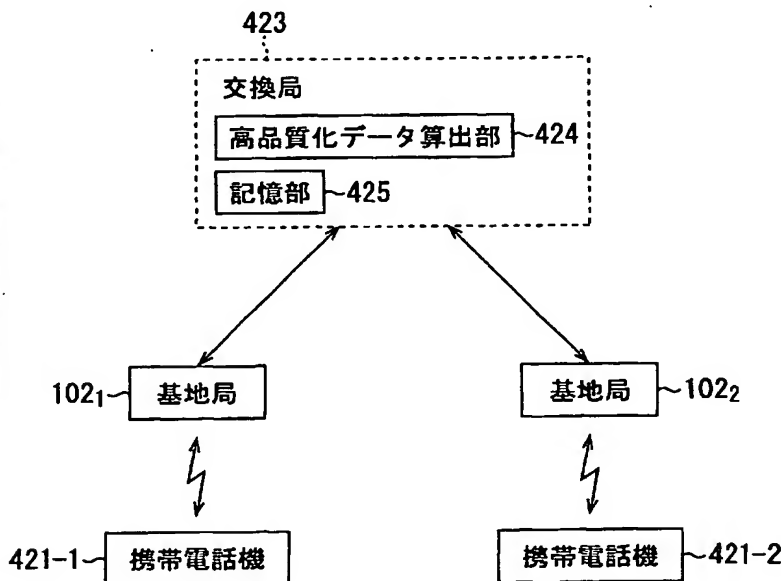 423
交換局
高品質化データ算出部 424
記憶部 425
102₁ 基地局 基地局 102₂
421-1 携帯電話機 携帯電話機 421-2